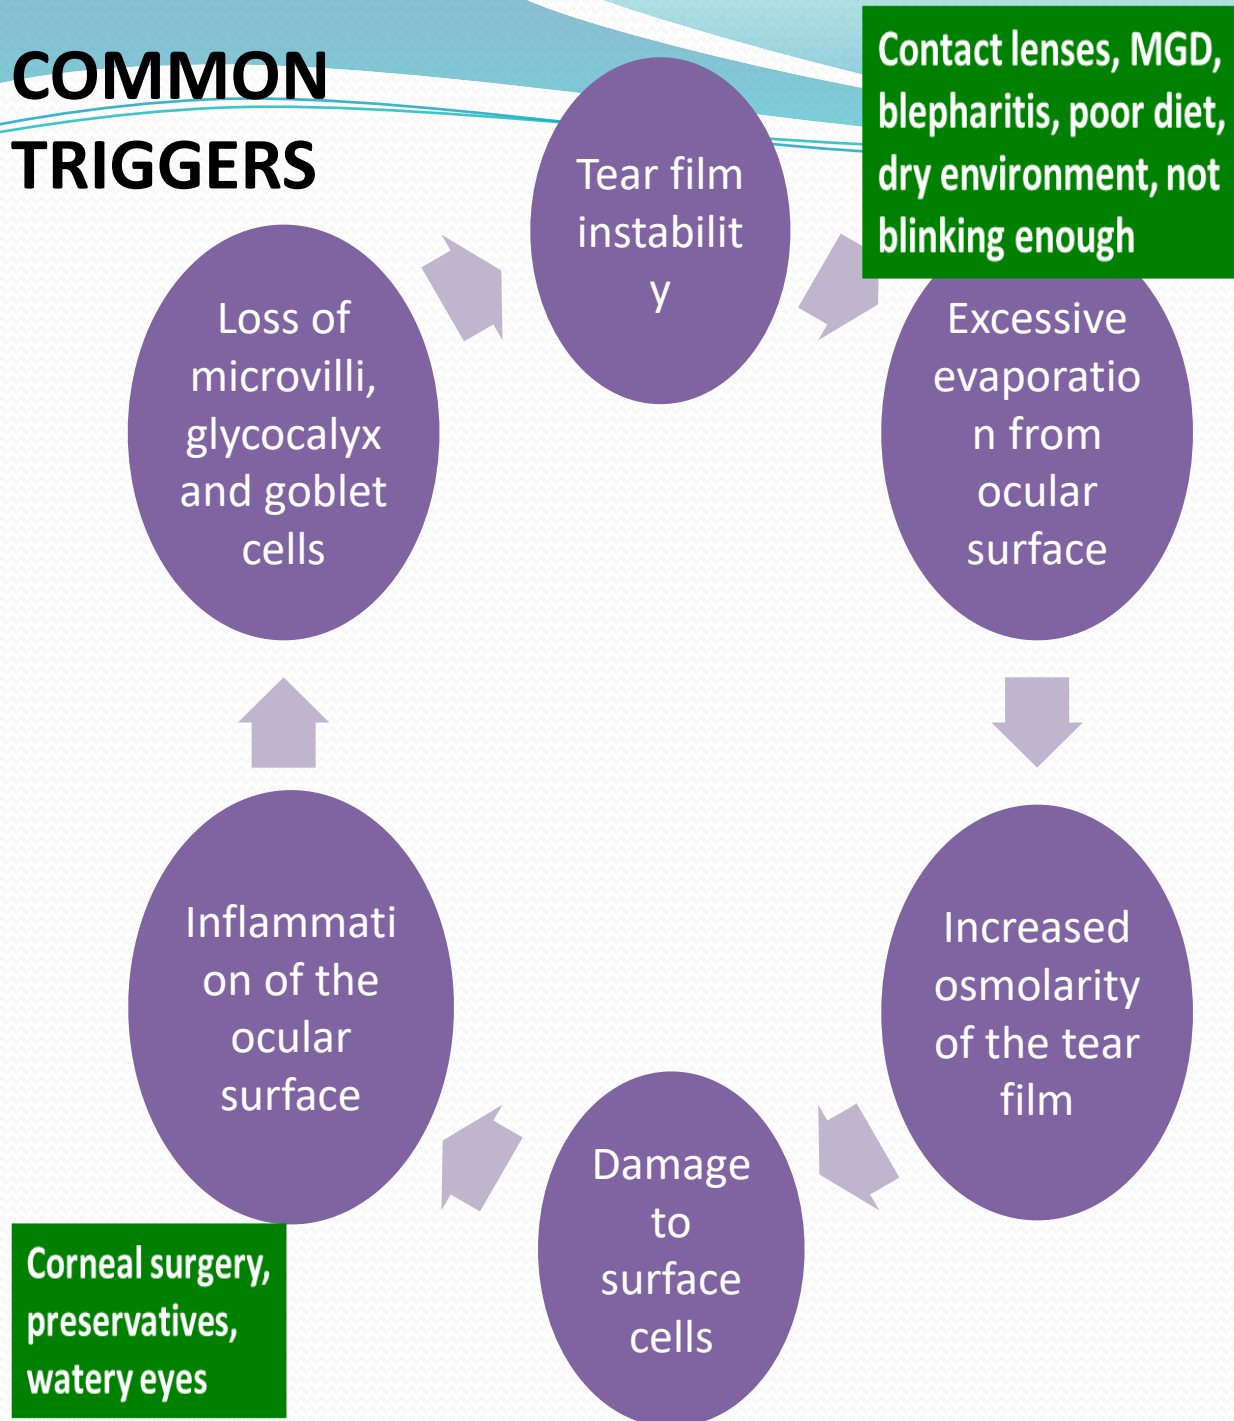 COMMON
TRIGGERS
Contact lenses, MGD,
blepharitis, poor diet,
dry environment, not
blinking enough
Tear film
instabilit
y
Excessive
evaporatio
n from
ocular
surface
Increased
osmolarity
of the tear
film
Damage
to
surface
cells
Inflammati
on of the
ocular
surface
Loss of
microvilli,
glycocalyx
and goblet
cells
Corneal surgery,
preservatives,
watery eyes